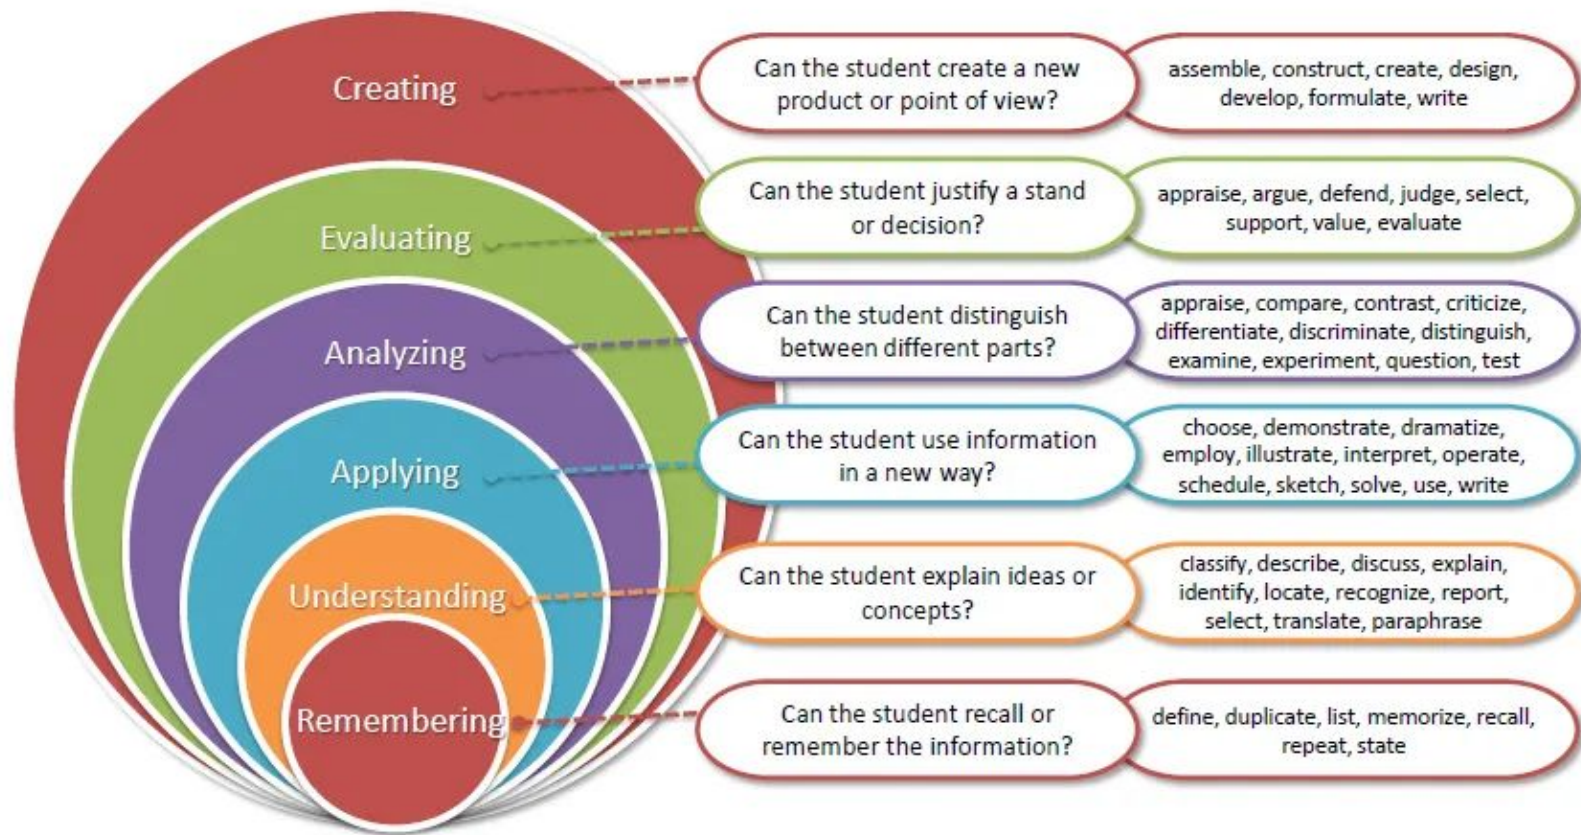 Creating
Can the student create a new
product or point of view?
assemble, construct, create, design,
develop, formulate, write
Evaluating
Can the student justify a stand
or decision?
appraise, argue, defend, judge, select,
support, value, evaluate
Analyzing
Can the student distinguish
between different parts?
appraise, compare, contrast, criticize,
differentiate, discriminate, distinguish,
examine, experiment, question, test
Applying
Can the student use information
in a new way?
choose, demonstrate, dramatize,
employ, illustrate, interpret, operate,
schedule, sketch, solve, use, write
Understanding
Can the student explain ideas or
concepts?
classify, describe, discuss, explain,
identify, locate, recognize, report,
select, translate, paraphrase
Remembering
Can the student recall or
remember the information?
define, duplicate, list, memorize, recall,
repeat, state